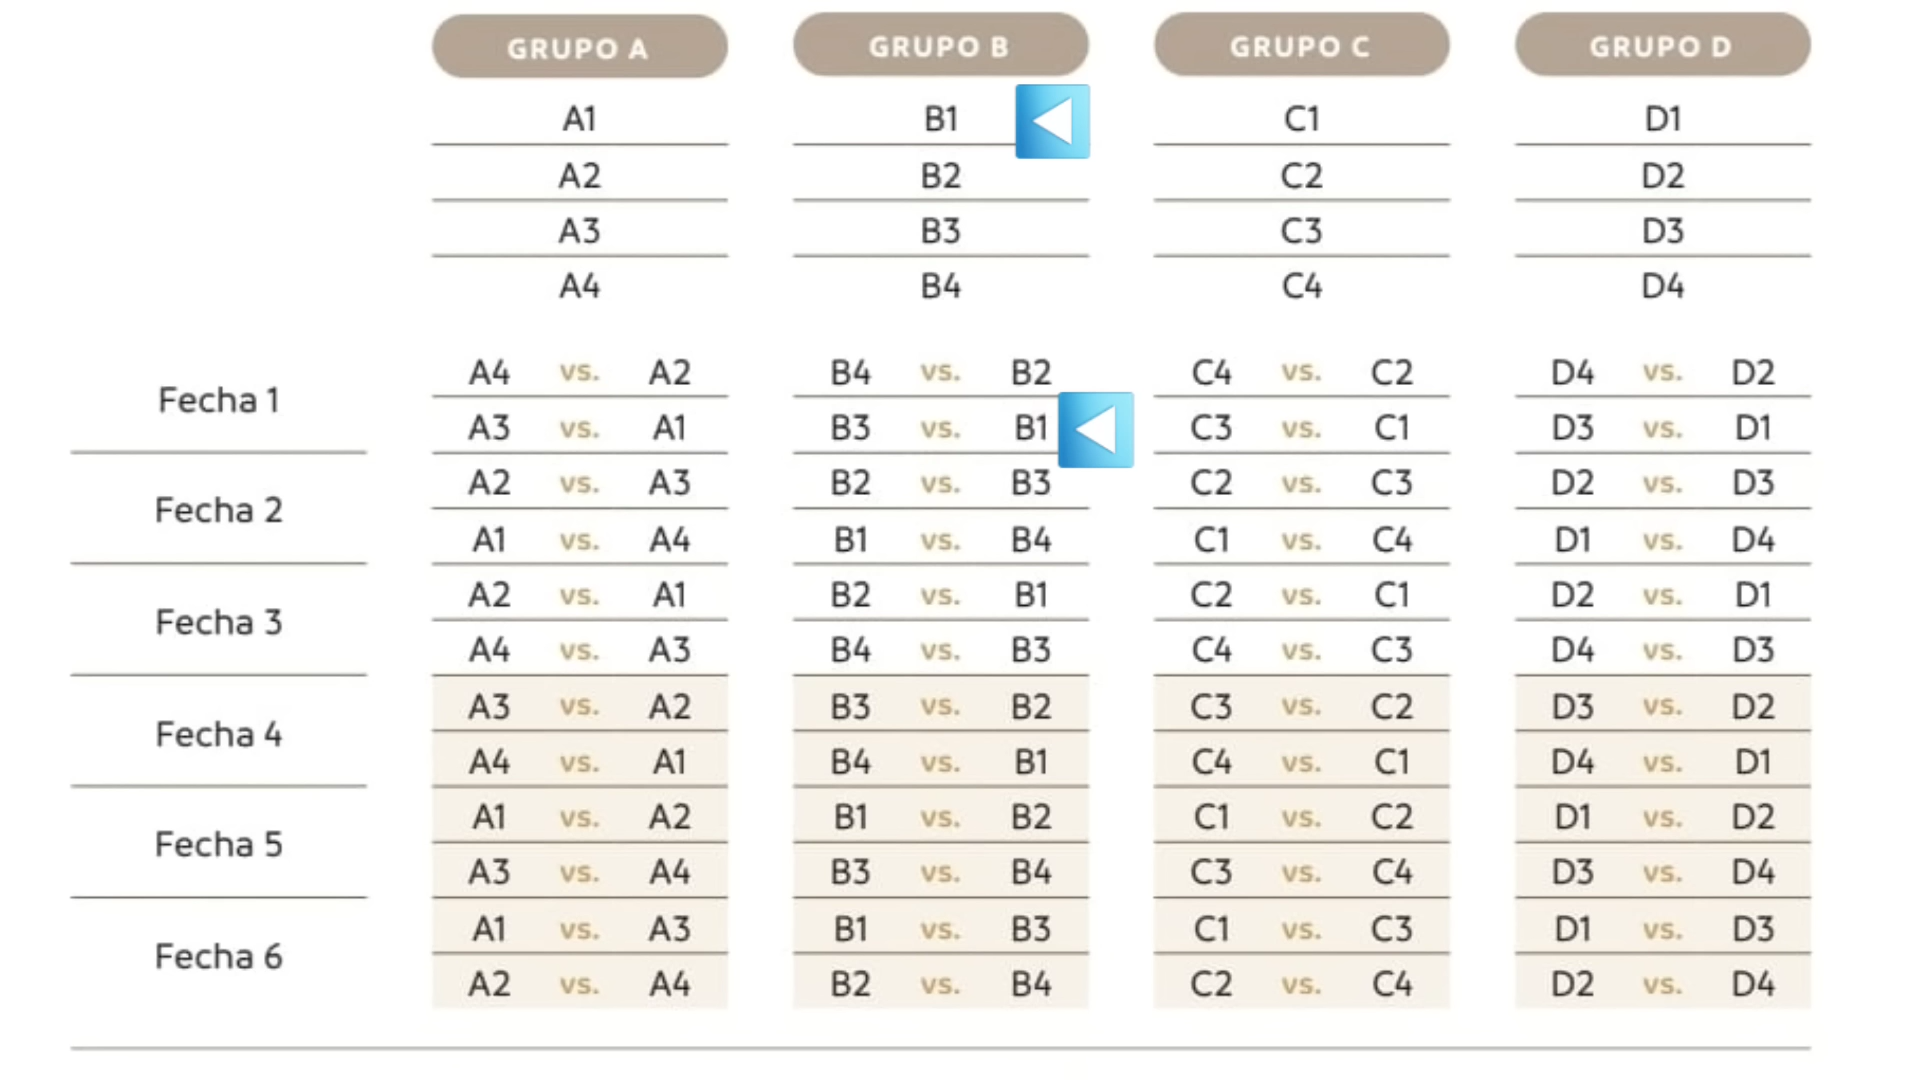 GRUPO A GRUPO B GRUPO C GRUPO D
A1 B1 C1 D1
A2 B2 C2 D2
A3 B3 C3 D3
A4 B4 C4 D4
Fecha 1
A4 vs. A2 B4 vs. B2 C4 vs. C2 D4 vs. D2
A3 vs. A1 B3 vs. B1 C3 vs. C1 D3 vs. D1
Fecha 2
A2 vs. A3 B2 vs. B3 C2 vs. C3 D2 vs. D3
A1 vs. A4 B1 vs. B4 C1 vs. C4 D1 vs. D4
Fecha 3
A2 vs. A1 B2 vs. B1 C2 vs. C1 D2 vs. D1
A4 vs. A3 B4 vs. B3 C4 vs. C3 D4 vs. D3
Fecha 4
A3 vs. A2 B3 vs. B2 C3 vs. C2 D3 vs. D2
A4 vs. A1 B4 vs. B1 C4 vs. C1 D4 vs. D1
Fecha 5
A1 vs. A2 B1 vs. B2 C1 vs. C2 D1 vs. D2
A3 vs. A4 B3 vs. B4 C3 vs. C4 D3 vs. D4
Fecha 6
A1 vs. A3 B1 vs. B3 C1 vs. C3 D1 vs. D3
A2 vs. A4 B2 vs. B4 C2 vs. C4 D2 vs. D4